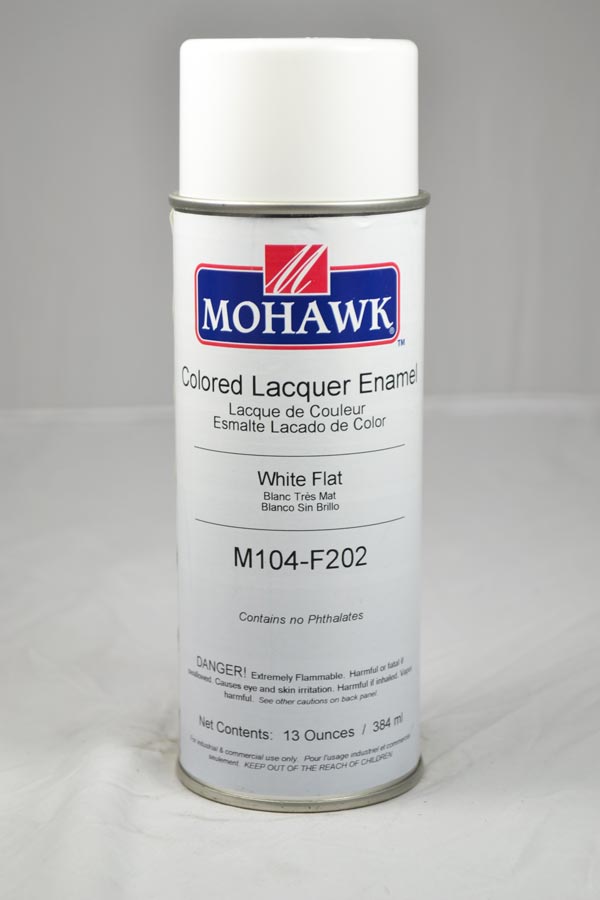 M
MOHAWK®
™
Colored Lacquer Enamel
Lacque de Couleur
Esmalte Lacado de Color
White Flat
Blanc Très Mat
Blanco Sin Brillo
M104-F202
Contains no Phthalates
DANGER! Extremely Flammable. Harmful or fatal if
swallowed. Causes eye and skin irritation. Harmful if inhaled. Vapor
harmful. See other cautions on back panel.
Net Contents: 13 Ounces / 384 ml
For industrial & commercial use only. Pour l'usage industriel et commerciale
seulement. KEEP OUT OF THE REACH OF CHILDREN.